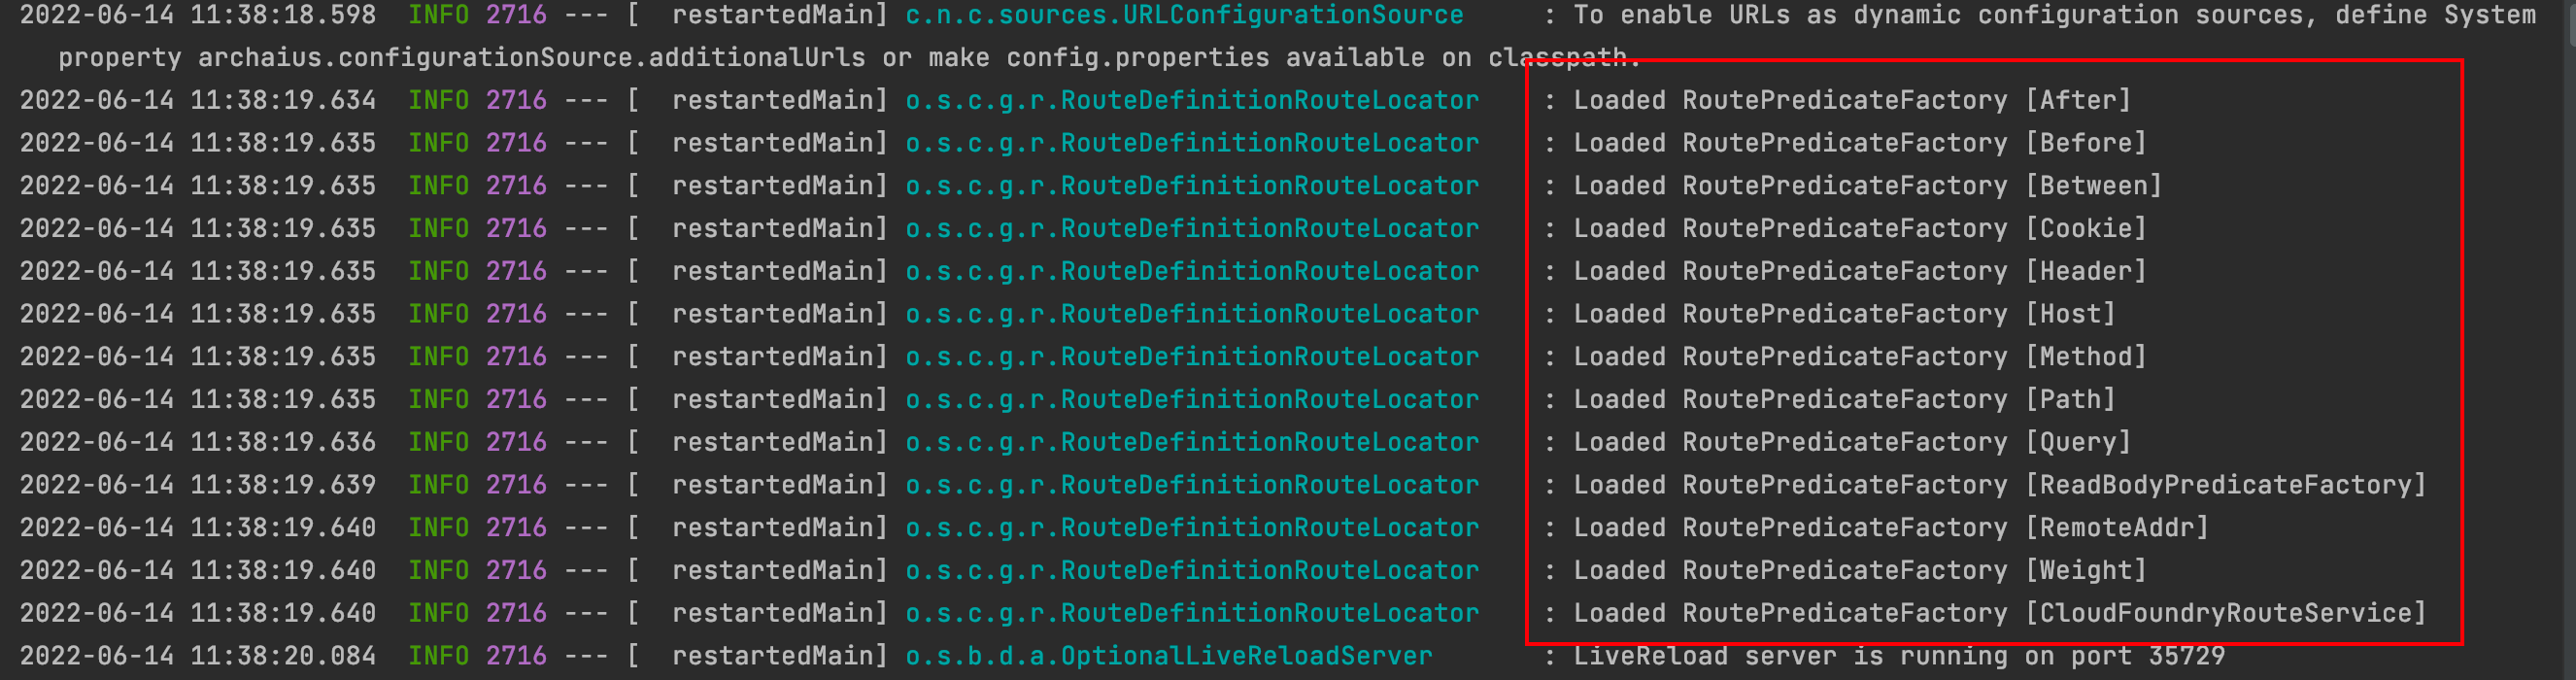 2022-06-14 11:38:18.598  INFO 2716 --- [  restartedMain] c.n.c.sources.URLConfigurationSource     : To enable URLs as dynamic configuration sources, define System
property archaius.configurationSource.additionalUrls or make config.properties available on classpath.
2022-06-14 11:38:19.634  INFO 2716 --- [  restartedMain] o.s.c.g.r.RouteDefinitionRouteLocator    : Loaded RoutePredicateFactory [After]
2022-06-14 11:38:19.635  INFO 2716 --- [  restartedMain] o.s.c.g.r.RouteDefinitionRouteLocator    : Loaded RoutePredicateFactory [Before]
2022-06-14 11:38:19.635  INFO 2716 --- [  restartedMain] o.s.c.g.r.RouteDefinitionRouteLocator    : Loaded RoutePredicateFactory [Between]
2022-06-14 11:38:19.635  INFO 2716 --- [  restartedMain] o.s.c.g.r.RouteDefinitionRouteLocator    : Loaded RoutePredicateFactory [Cookie]
2022-06-14 11:38:19.635  INFO 2716 --- [  restartedMain] o.s.c.g.r.RouteDefinitionRouteLocator    : Loaded RoutePredicateFactory [Header]
2022-06-14 11:38:19.635  INFO 2716 --- [  restartedMain] o.s.c.g.r.RouteDefinitionRouteLocator    : Loaded RoutePredicateFactory [Host]
2022-06-14 11:38:19.635  INFO 2716 --- [  restartedMain] o.s.c.g.r.RouteDefinitionRouteLocator    : Loaded RoutePredicateFactory [Method]
2022-06-14 11:38:19.635  INFO 2716 --- [  restartedMain] o.s.c.g.r.RouteDefinitionRouteLocator    : Loaded RoutePredicateFactory [Path]
2022-06-14 11:38:19.636  INFO 2716 --- [  restartedMain] o.s.c.g.r.RouteDefinitionRouteLocator    : Loaded RoutePredicateFactory [Query]
2022-06-14 11:38:19.639  INFO 2716 --- [  restartedMain] o.s.c.g.r.RouteDefinitionRouteLocator    : Loaded RoutePredicateFactory [ReadBodyPredicateFactory]
2022-06-14 11:38:19.640  INFO 2716 --- [  restartedMain] o.s.c.g.r.RouteDefinitionRouteLocator    : Loaded RoutePredicateFactory [RemoteAddr]
2022-06-14 11:38:19.640  INFO 2716 --- [  restartedMain] o.s.c.g.r.RouteDefinitionRouteLocator    : Loaded RoutePredicateFactory [Weight]
2022-06-14 11:38:19.640  INFO 2716 --- [  restartedMain] o.s.c.g.r.RouteDefinitionRouteLocator    : Loaded RoutePredicateFactory [CloudFoundryRouteService]
2022-06-14 11:38:20.084  INFO 2716 --- [  restartedMain] o.s.b.d.a.OptionalLiveReloadServer       : LiveReload server is running on port 35729